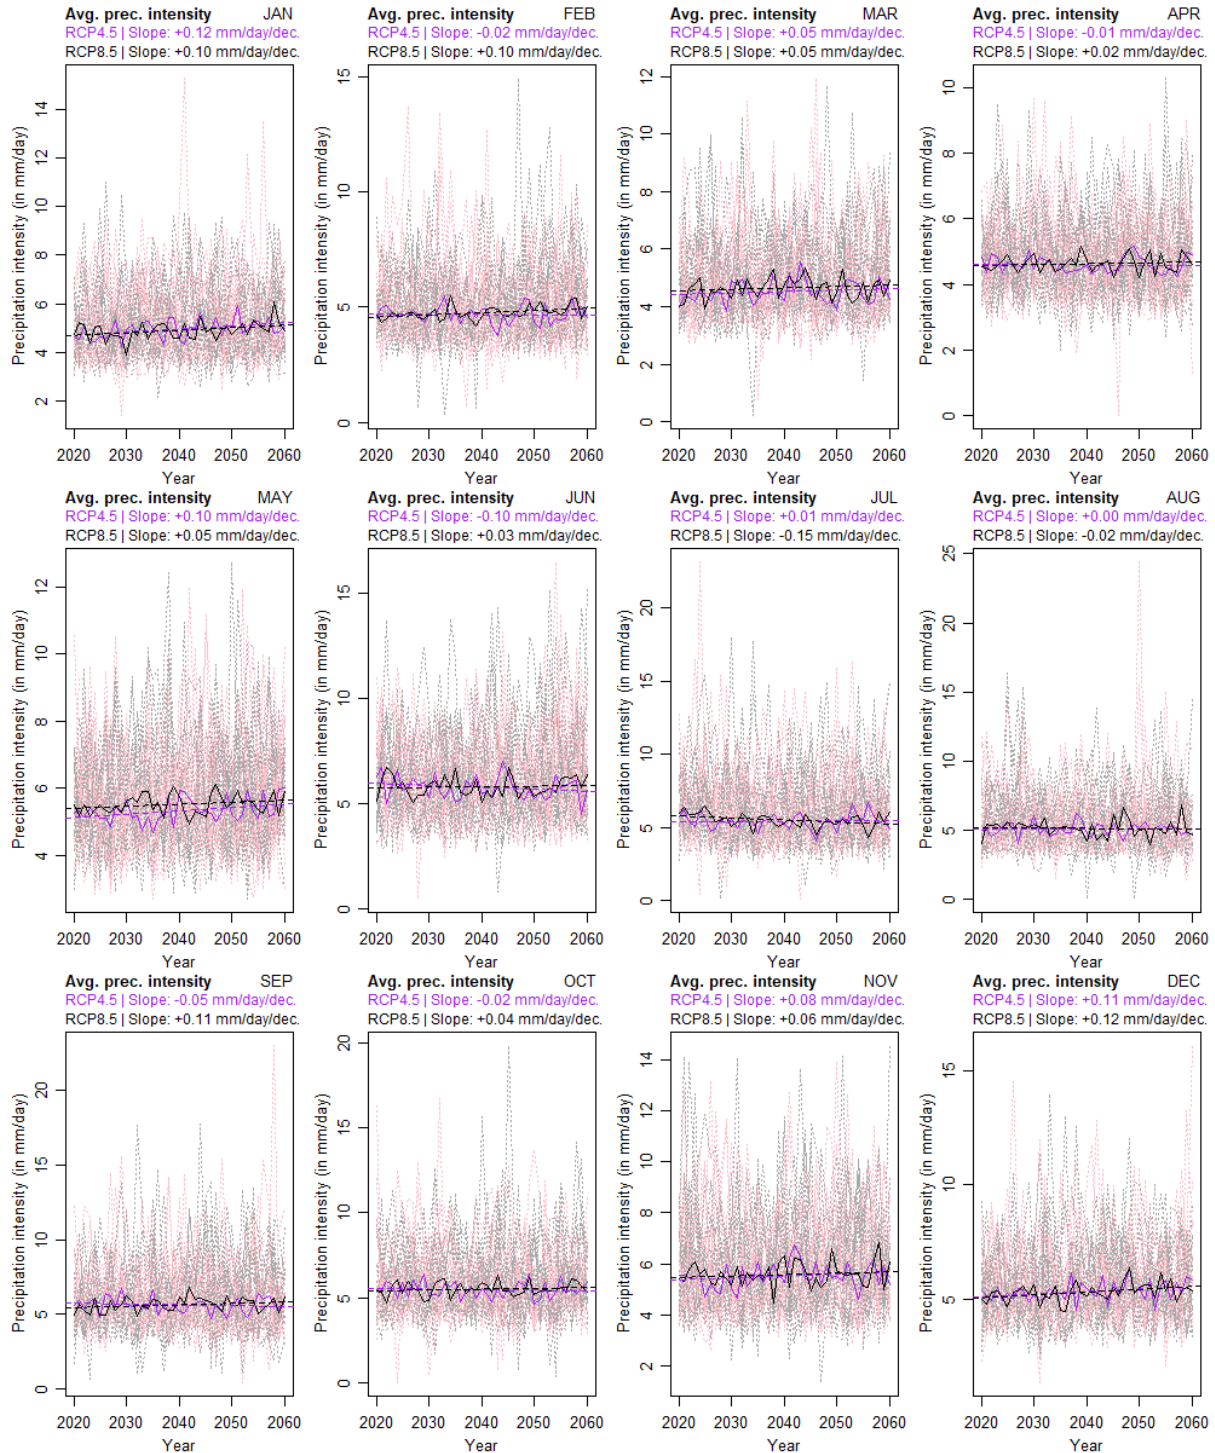 Avg. prec. intensity JAN
RCP4.5 | Slope: +0.12 mm/day/dec.
RCP8.5 | Slope: +0.10 mm/day/dec.
Precipitation intensity (in mm/day)
14
12
10
8
6
4
2
2020 2030 2040 2050 2060
Year
Avg. prec. intensity FEB
RCP4.5 | Slope: -0.02 mm/day/dec.
RCP8.5 | Slope: +0.10 mm/day/dec.
Precipitation intensity (in mm/day)
15
10
5
0
2020 2030 2040 2050 2060
Year
Avg. prec. intensity MAR
RCP4.5 | Slope: +0.05 mm/day/dec.
RCP8.5 | Slope: +0.05 mm/day/dec.
Precipitation intensity (in mm/day)
12
10
8
6
4
2
0
2020 2030 2040 2050 2060
Year
Avg. prec. intensity APR
RCP4.5 | Slope: -0.01 mm/day/dec.
RCP8.5 | Slope: +0.02 mm/day/dec.
Precipitation intensity (in mm/day)
10
8
6
4
2
0
2020 2030 2040 2050 2060
Year
Avg. prec. intensity MAY
RCP4.5 | Slope: +0.10 mm/day/dec.
RCP8.5 | Slope: +0.05 mm/day/dec.
Precipitation intensity (in mm/day)
12
10
8
6
4
2020 2030 2040 2050 2060
Year
Avg. prec. intensity JUN
RCP4.5 | Slope: -0.10 mm/day/dec.
RCP8.5 | Slope: +0.03 mm/day/dec.
Precipitation intensity (in mm/day)
15
10
5
0
2020 2030 2040 2050 2060
Year
Avg. prec. intensity JUL
RCP4.5 | Slope: +0.01 mm/day/dec.
RCP8.5 | Slope: -0.15 mm/day/dec.
Precipitation intensity (in mm/day)
20
15
10
5
0
2020 2030 2040 2050 2060
Year
Avg. prec. intensity AUG
RCP4.5 | Slope: +0.00 mm/day/dec.
RCP8.5 | Slope: -0.02 mm/day/dec.
Precipitation intensity (in mm/day)
25
20
15
10
5
0
2020 2030 2040 2050 2060
Year
Avg. prec. intensity SEP
RCP4.5 | Slope: -0.05 mm/day/dec.
RCP8.5 | Slope: +0.11 mm/day/dec.
Precipitation intensity (in mm/day)
20
15
10
5
0
2020 2030 2040 2050 2060
Year
Avg. prec. intensity OCT
RCP4.5 | Slope: -0.02 mm/day/dec.
RCP8.5 | Slope: +0.04 mm/day/dec.
Precipitation intensity (in mm/day)
20
15
10
5
0
2020 2030 2040 2050 2060
Year
Avg. prec. intensity NOV
RCP4.5 | Slope: +0.08 mm/day/dec.
RCP8.5 | Slope: +0.06 mm/day/dec.
Precipitation intensity (in mm/day)
14
12
10
8
6
4
2
2020 2030 2040 2050 2060
Year
Avg. prec. intensity DEC
RCP4.5 | Slope: +0.11 mm/day/dec.
RCP8.5 | Slope: +0.12 mm/day/dec.
Precipitation intensity (in mm/day)
15
10
5
2020 2030 2040 2050 2060
Year